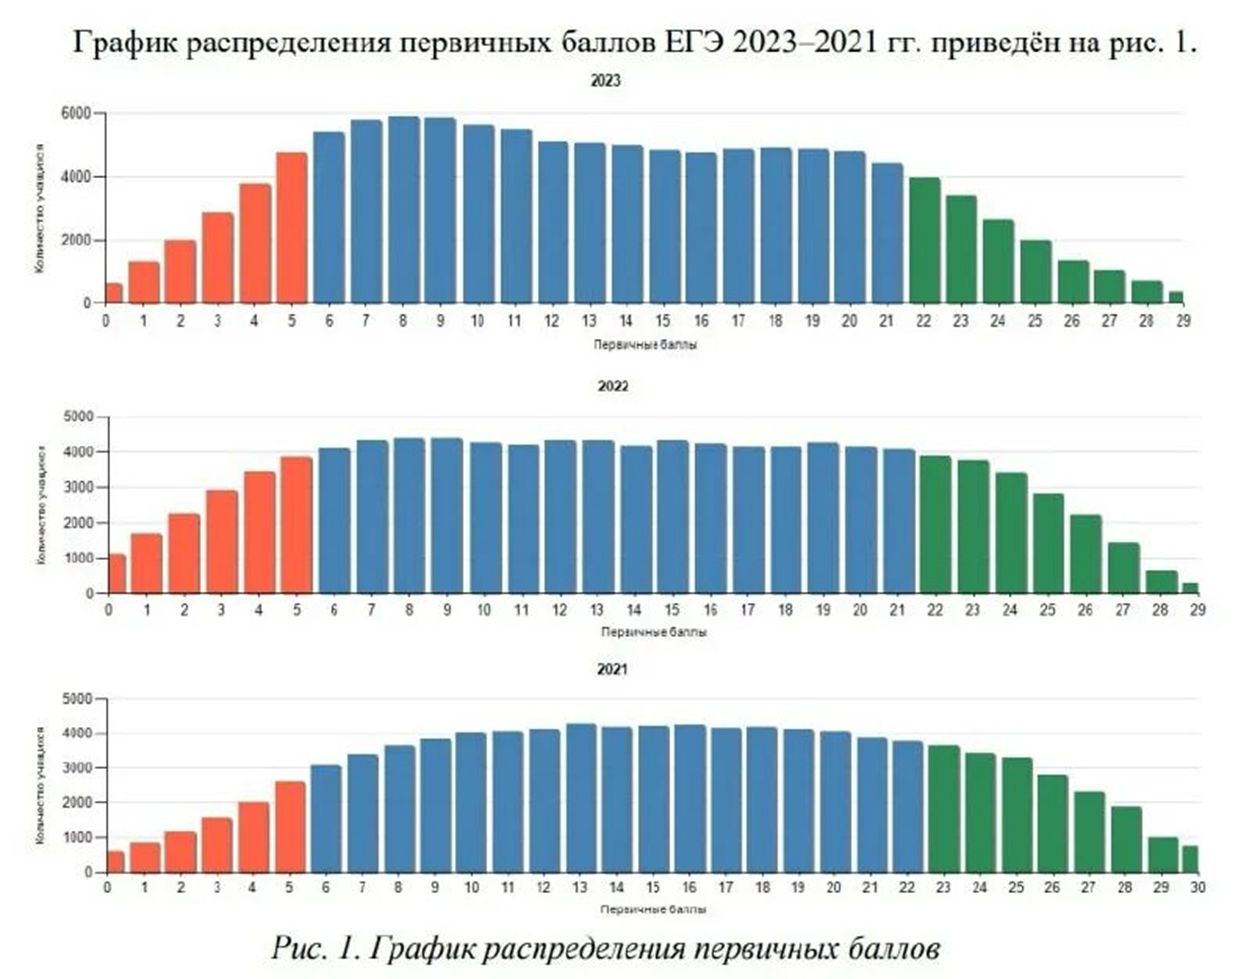 График распределения первичных баллов ЕГЭ 2023–2021 гг. приведён на рис. 1.
2023
6000
4000
2000
0
Количество учащихся
0 1 2 3 4 5 6 7 8 9 10 11 12 13 14 15 16 17 18 19 20 21 22 23 24 25 26 27 28 29
Первичные баллы
2022
5000
4000
3000
2000
1000
0
Количество учащихся
0 1 2 3 4 5 6 7 8 9 10 11 12 13 14 15 16 17 18 19 20 21 22 23 24 25 26 27 28 29
Первичные баллы
2021
5000
4000
3000
2000
1000
0
Количество учащихся
0 1 2 3 4 5 6 7 8 9 10 11 12 13 14 15 16 17 18 19 20 21 22 23 24 25 26 27 28 29 30
Первичные баллы
Рис. 1. График распределения первичных баллов